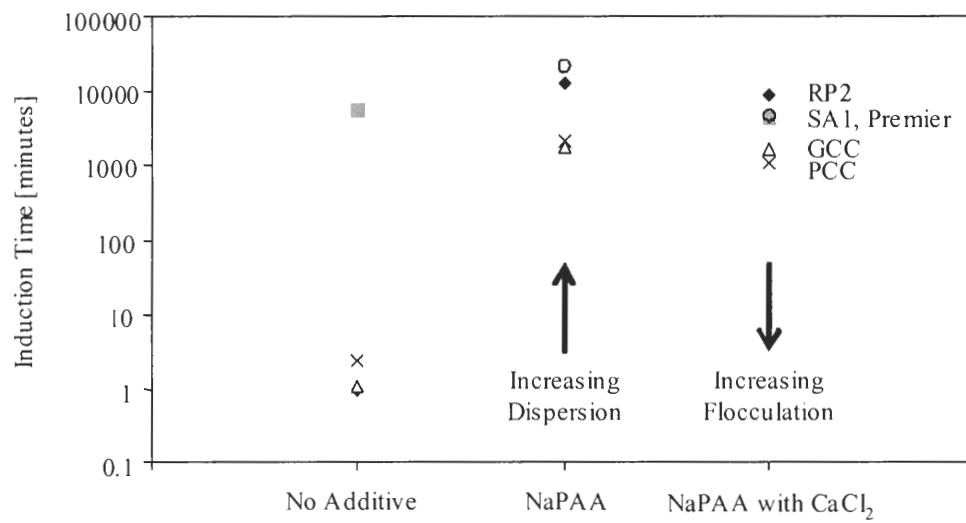 100000
10000
1000
100
10
1
0.1
Induction Time [minutes]
RP2
SA1, Premier
GCC
PCC
Increasing
Dispersion
Increasing
Flocculation
No Additive
NaPAA
NaPAA with CaCl₂